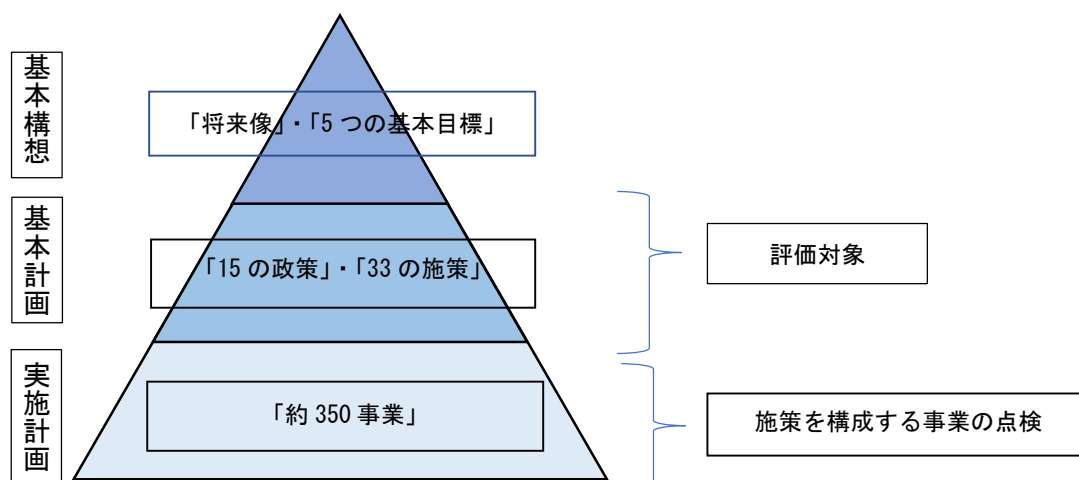 基本構想
「将来像」・「5 つの基本目標」
基本計画
「15 の政策」・「33 の施策」
評価対象
実施計画
「約 350 事業」
施策を構成する事業の点検